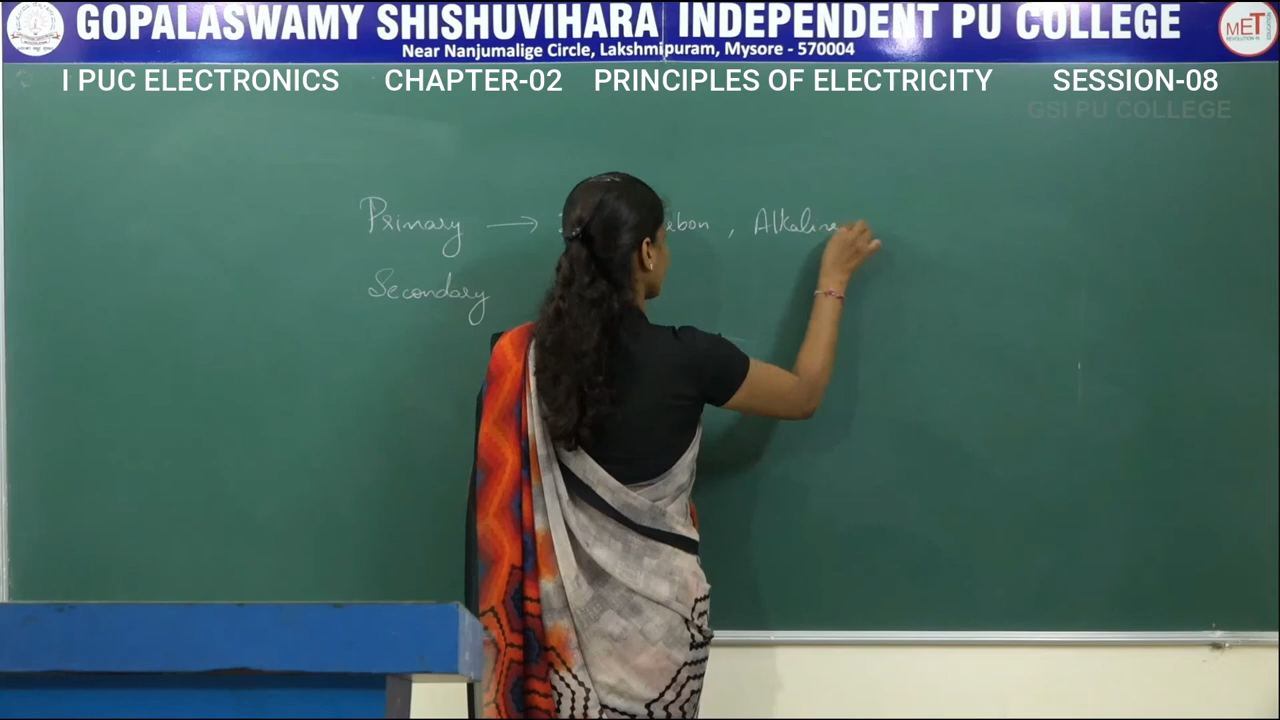 GOPALASWAMY SHISHUVIHARA INDEPENDENT PU COLLEGE
Near Nanjumalige Circle, Lakshmipuram, Mysore - 570004
MET
I PUC ELECTRONICS CHAPTER-02 PRINCIPLES OF ELECTRICITY SESSION-08
GSI PU COLLEGE
Primary → , Alkaline
Secondary